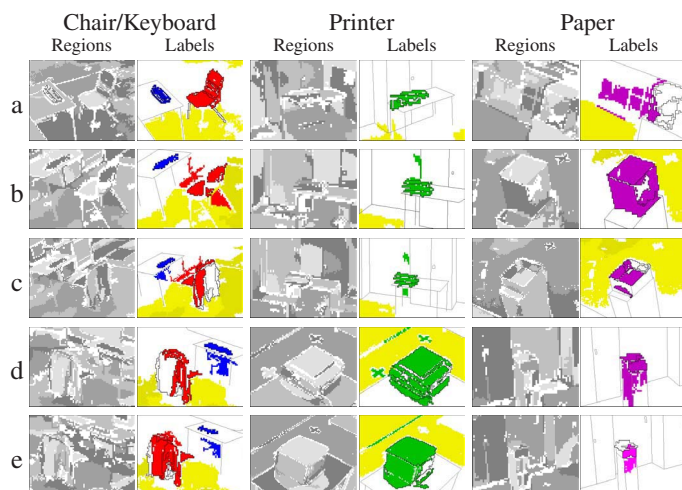 Chair/Keyboard Printer Paper
Regions Labels Regions Labels Regions Labels
a
b
c
d
e